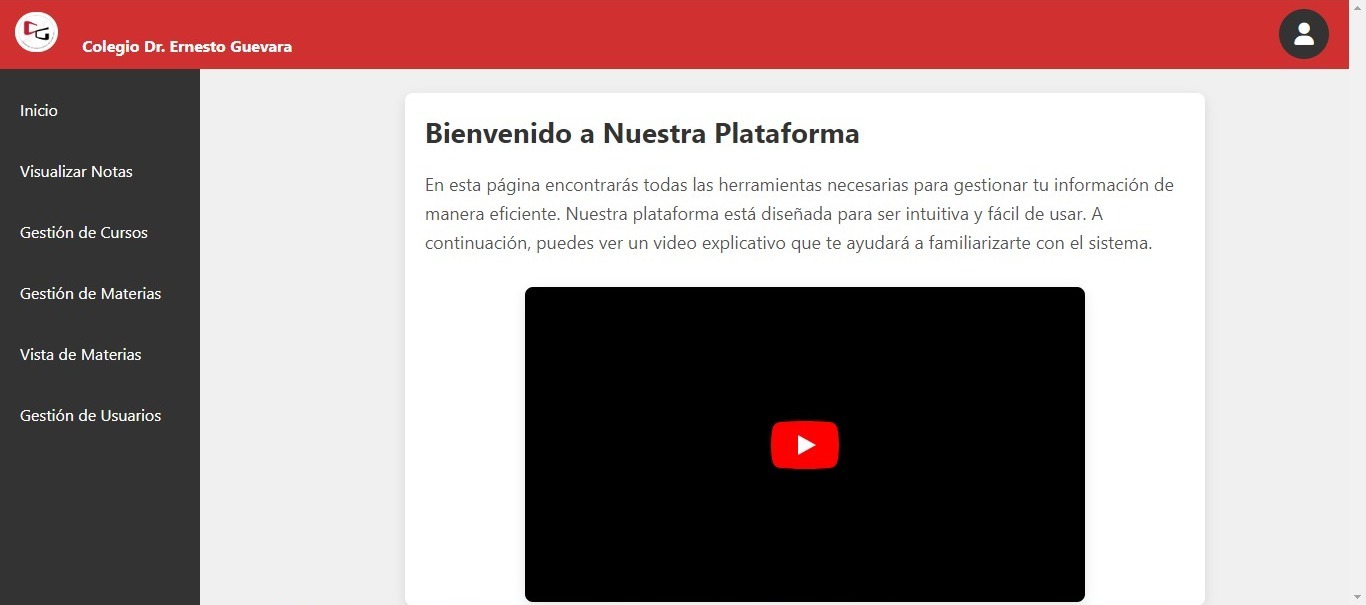 Colegio Dr. Ernesto Guevara
Inicio
Visualizar Notas
Gestión de Cursos
Gestión de Materias
Vista de Materias
Gestión de Usuarios
Bienvenido a Nuestra Plataforma
En esta página encontrarás todas las herramientas necesarias para gestionar tu información de
manera eficiente. Nuestra plataforma está diseñada para ser intuitiva y fácil de usar. A
continuación, puedes ver un video explicativo que te ayudará a familiarizarte con el sistema.